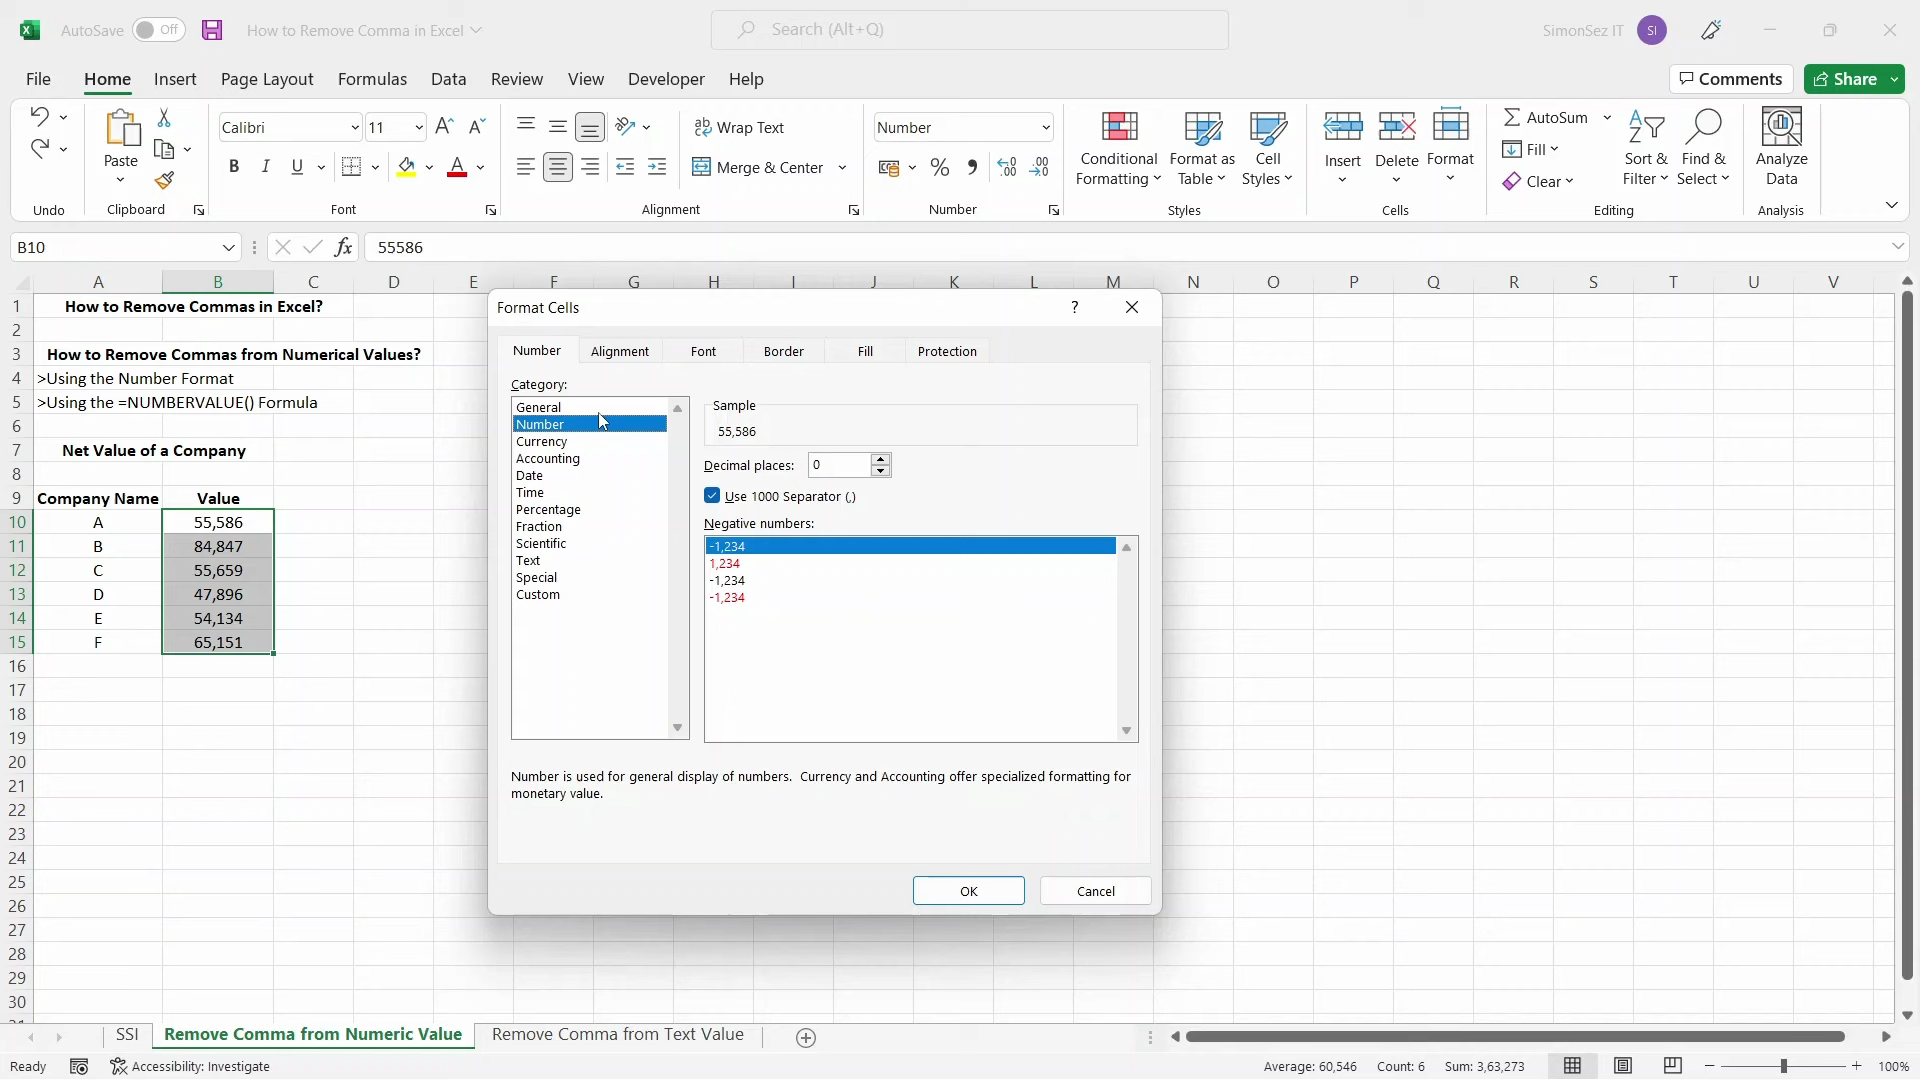 AutoSave Off How to Remove Comma in Excel Search (Alt+Q) SimonSez IT SI
File Home Insert Page Layout Formulas Data Review View Developer Help Comments Share
Calibri 11 Wrap Text Number AutoSum
Paste Conditional Format as Cell Insert Delete Format Fill Sort & Find & Analyze
B I U A Merge & Center Formatting Table Styles Clear Filter Select Data
Undo Clipboard Font Alignment Number Styles Cells Editing Analysis
B10 fx 55586
A B C D E F G H I J K L M N O P Q R S T U V
1 How to Remove Commas in Excel?
2
3 How to Remove Commas from Numerical Values?
4 >Using the Number Format
5 >Using the =NUMBERVALUE() Formula
6
7 Net Value of a Company
8
9 Company Name Value
10 A 55,586
11 B 84,847
12 C 55,659
13 D 47,896
14 E 54,134
15 F 65,151
16
17
18
19
20
21
22
23
24
25
26
27
28
29
30
Format Cells ?
Number Alignment Font Border Fill Protection
Category:
General
Number
Currency
Accounting
Date
Time
Percentage
Fraction
Scientific
Text
Special
Custom
Sample
55,586
Decimal places: 0
Use 1000 Separator (,)
Negative numbers:
-1,234
1,234
-1,234
-1,234
Number is used for general display of numbers. Currency and Accounting offer specialized formatting for
monetary value.
OK Cancel
SSI Remove Comma from Numeric Value Remove Comma from Text Value
Ready Accessibility: Investigate Average: 60,546 Count: 6 Sum: 3,63,273 100%